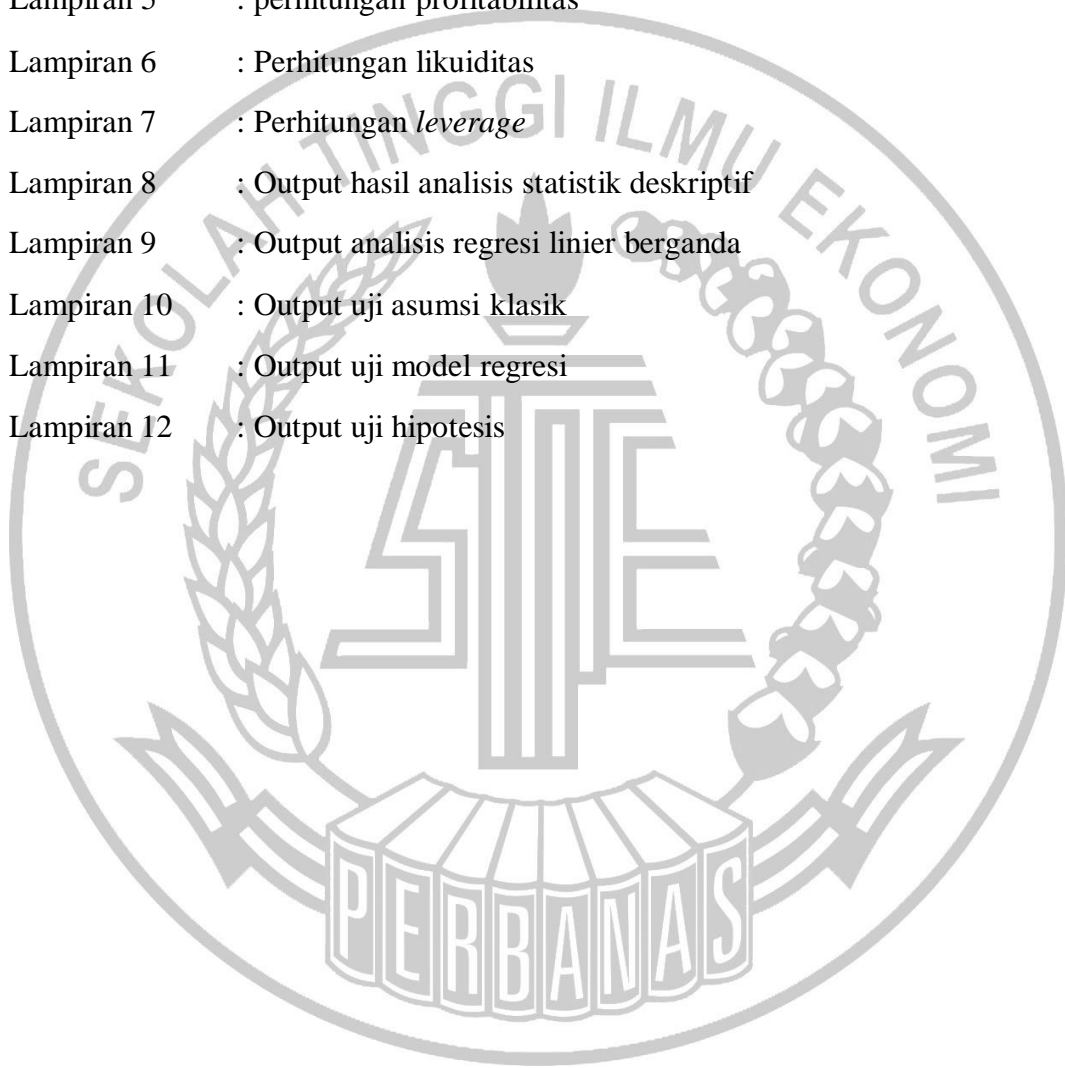 Lampiran 5 : perhitungan profitabilitas
Lampiran 6 : Perhitungan likuiditas
Lampiran 7 : Perhitungan leverage
Lampiran 8 : Output hasil analisis statistik deskriptif
Lampiran 9 : Output analisis regresi linier berganda
Lampiran 10 : Output uji asumsi klasik
Lampiran 11 : Output uji model regresi
Lampiran 12 : Output uji hipotesis
SEKOLAH TINGGI ILMU EKONOMI
STIE
PERBANAS